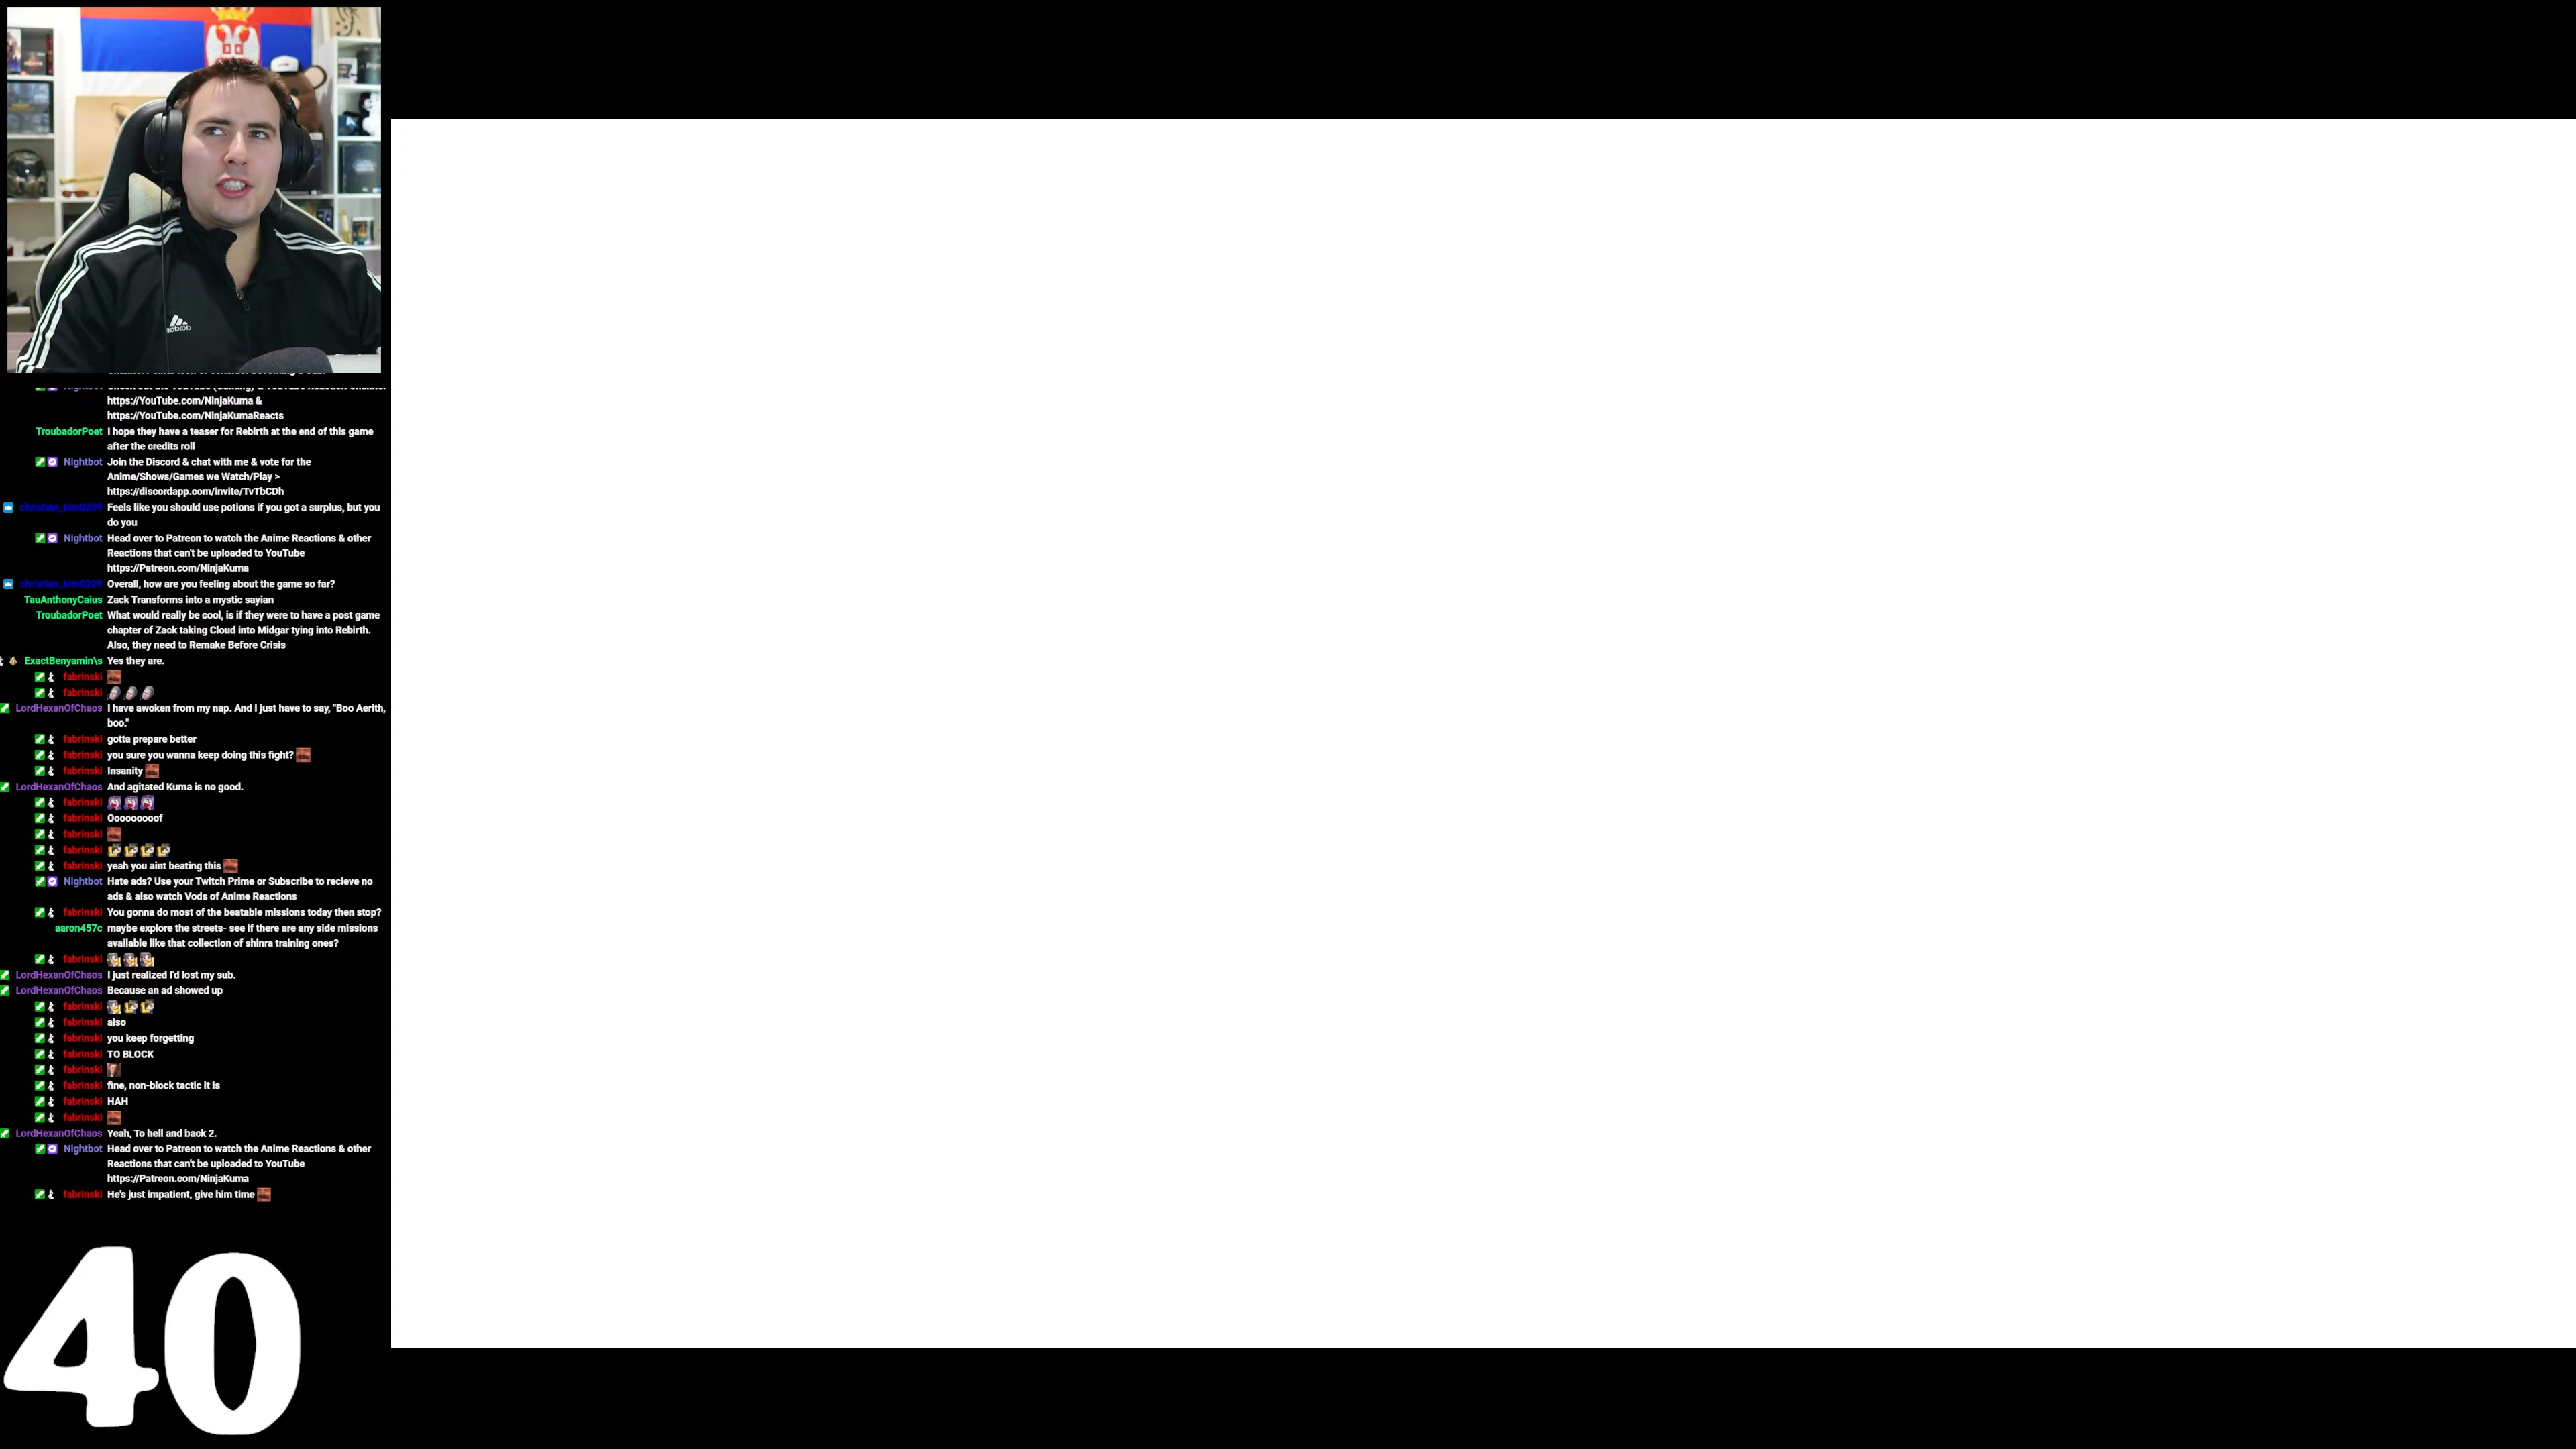 https://YouTube.com/NinjaKuma &
https://YouTube.com/NinjaKumaReacts
TroubadorPoet I hope they have a teaser for Rebirth at the end of this game
after the credits roll
Nightbot Join the Discord & chat with me & vote for the
Anime/Shows/Games we Watch/Play >
https://discordapp.com/invite/TvTbCDh
christian_kim0209 Feels like you should use potions if you got a surplus, but you
do you
Nightbot Head over to Patreon to watch the Anime Reactions & other
Reactions that can't be uploaded to YouTube
https://Patreon.com/NinjaKuma
christian_kim0209 Overall, how are you feeling about the game so far?
TauAnthonyCaius Zack Transforms into a mystic sayian
TroubadorPoet What would really be cool, is if they were to have a post game
chapter of Zack taking Cloud into Midgar tying into Rebirth.
Also, they need to Remake Before Crisis
ExactBenyamin\s Yes they are.
fabrinski
fabrinski
LordHexanOfChaos I have awoken from my nap. And I just have to say, "Boo Aerith,
boo."
fabrinski gotta prepare better
fabrinski you sure you wanna keep doing this fight?
fabrinski Insanity
LordHexanOfChaos And agitated Kuma is no good.
fabrinski
fabrinski Ooooooooof
fabrinski
fabrinski
fabrinski yeah you aint beating this
Nightbot Hate ads? Use your Twitch Prime or Subscribe to recieve no
ads & also watch Vods of Anime Reactions
fabrinski You gonna do most of the beatable missions today then stop?
aaron457c maybe explore the streets- see if there are any side missions
available like that collection of shinra training ones?
fabrinski
LordHexanOfChaos I just realized I'd lost my sub.
LordHexanOfChaos Because an ad showed up
fabrinski
fabrinski also
fabrinski you keep forgetting
fabrinski TO BLOCK
fabrinski
fabrinski fine, non-block tactic it is
fabrinski HAH
fabrinski
LordHexanOfChaos Yeah, To hell and back 2.
Nightbot Head over to Patreon to watch the Anime Reactions & other
Reactions that can't be uploaded to YouTube
https://Patreon.com/NinjaKuma
fabrinski He's just impatient, give him time
40